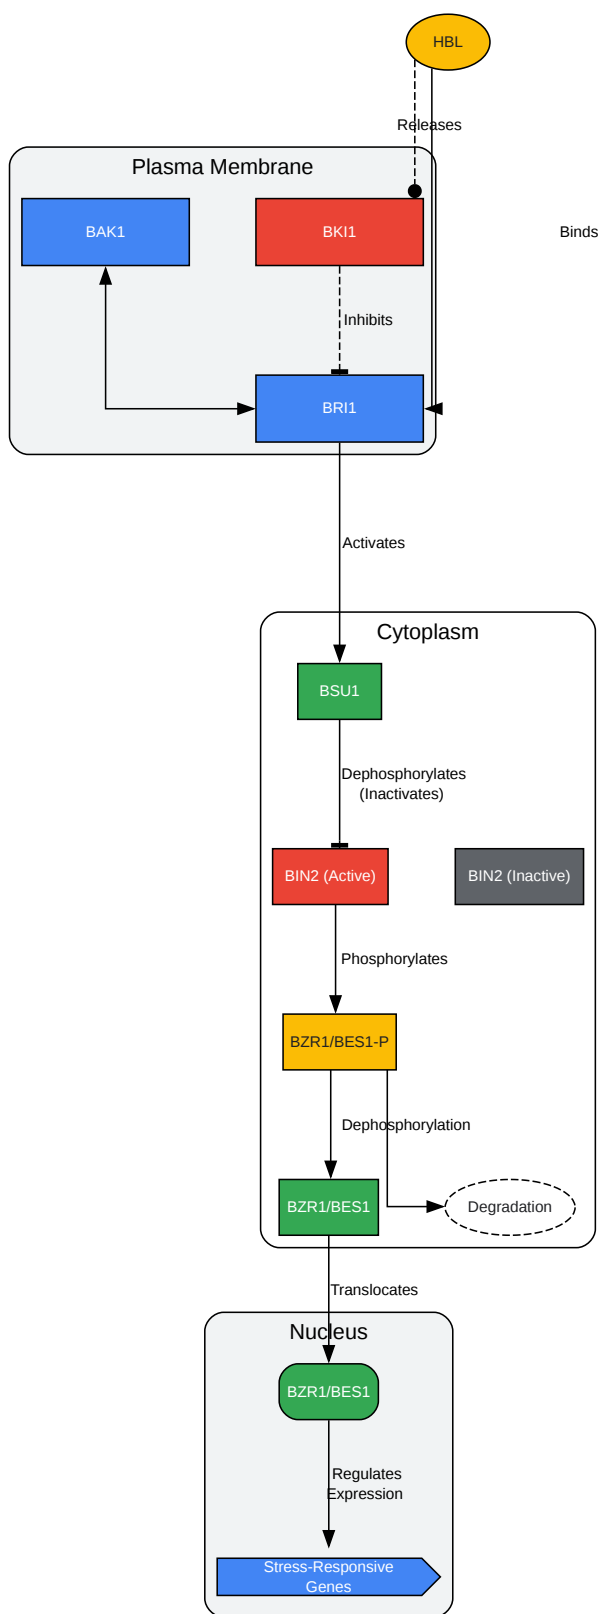 HBL
Releases
Plasma Membrane
BAK1
BKI1
Binds
Inhibits
BRI1
Activates
Cytoplasm
BSU1
Dephosphorylates
(Inactivates)
BIN2 (Active)
BIN2 (Inactive)
Phosphorylates
BZR1/BES1-P
Dephosphorylation
BZR1/BES1
Degradation
Translocates
Nucleus
BZR1/BES1
Regulates
Expression
Stress-Responsive
Genes